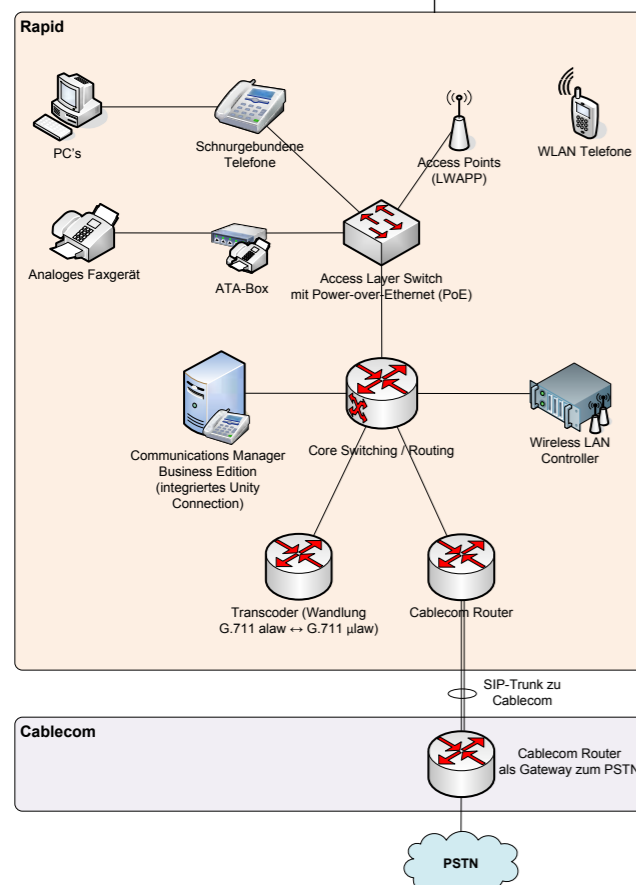 Rapid
PC's
Schnurgebundene
Telefone
Access Points
(LWAPP)
WLAN Telefone
Analoges Faxgerät
ATA-Box
Access Layer Switch
mit Power-over-Ethernet (PoE)
Communications Manager
Business Edition
(integriertes Unity
Connection)
Core Switching / Routing
Wireless LAN
Controller
Transcoder (Wandlung
G.711 alaw ↔ G.711 µlaw)
Cablecom Router
SIP-Trunk zu
Cablecom
Cablecom
Cablecom Router
als Gateway zum PSTN
PSTN